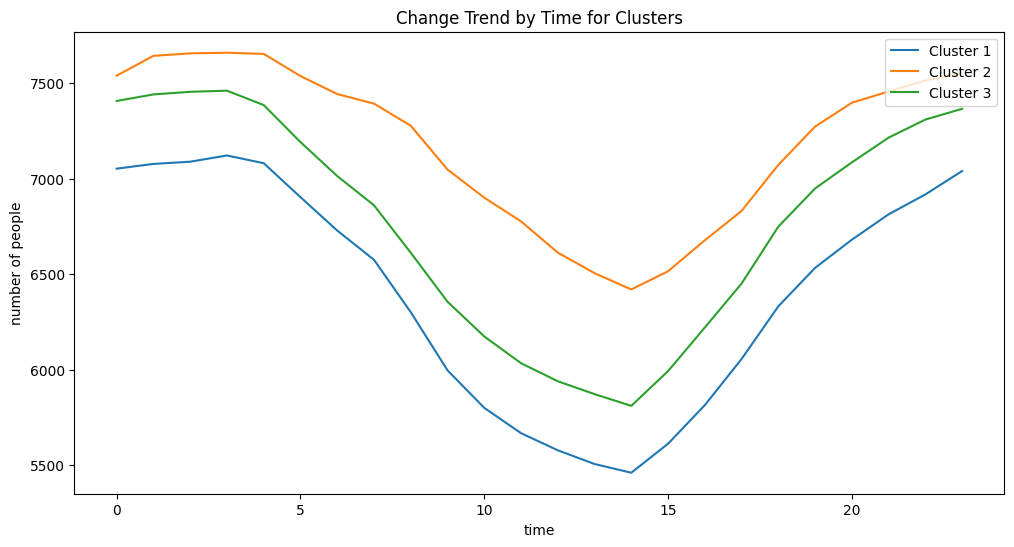 Change Trend by Time for Clusters
Cluster 1
Cluster 2
Cluster 3
7500
7000
6500
6000
5500
number of people
0 5 10 15 20
time